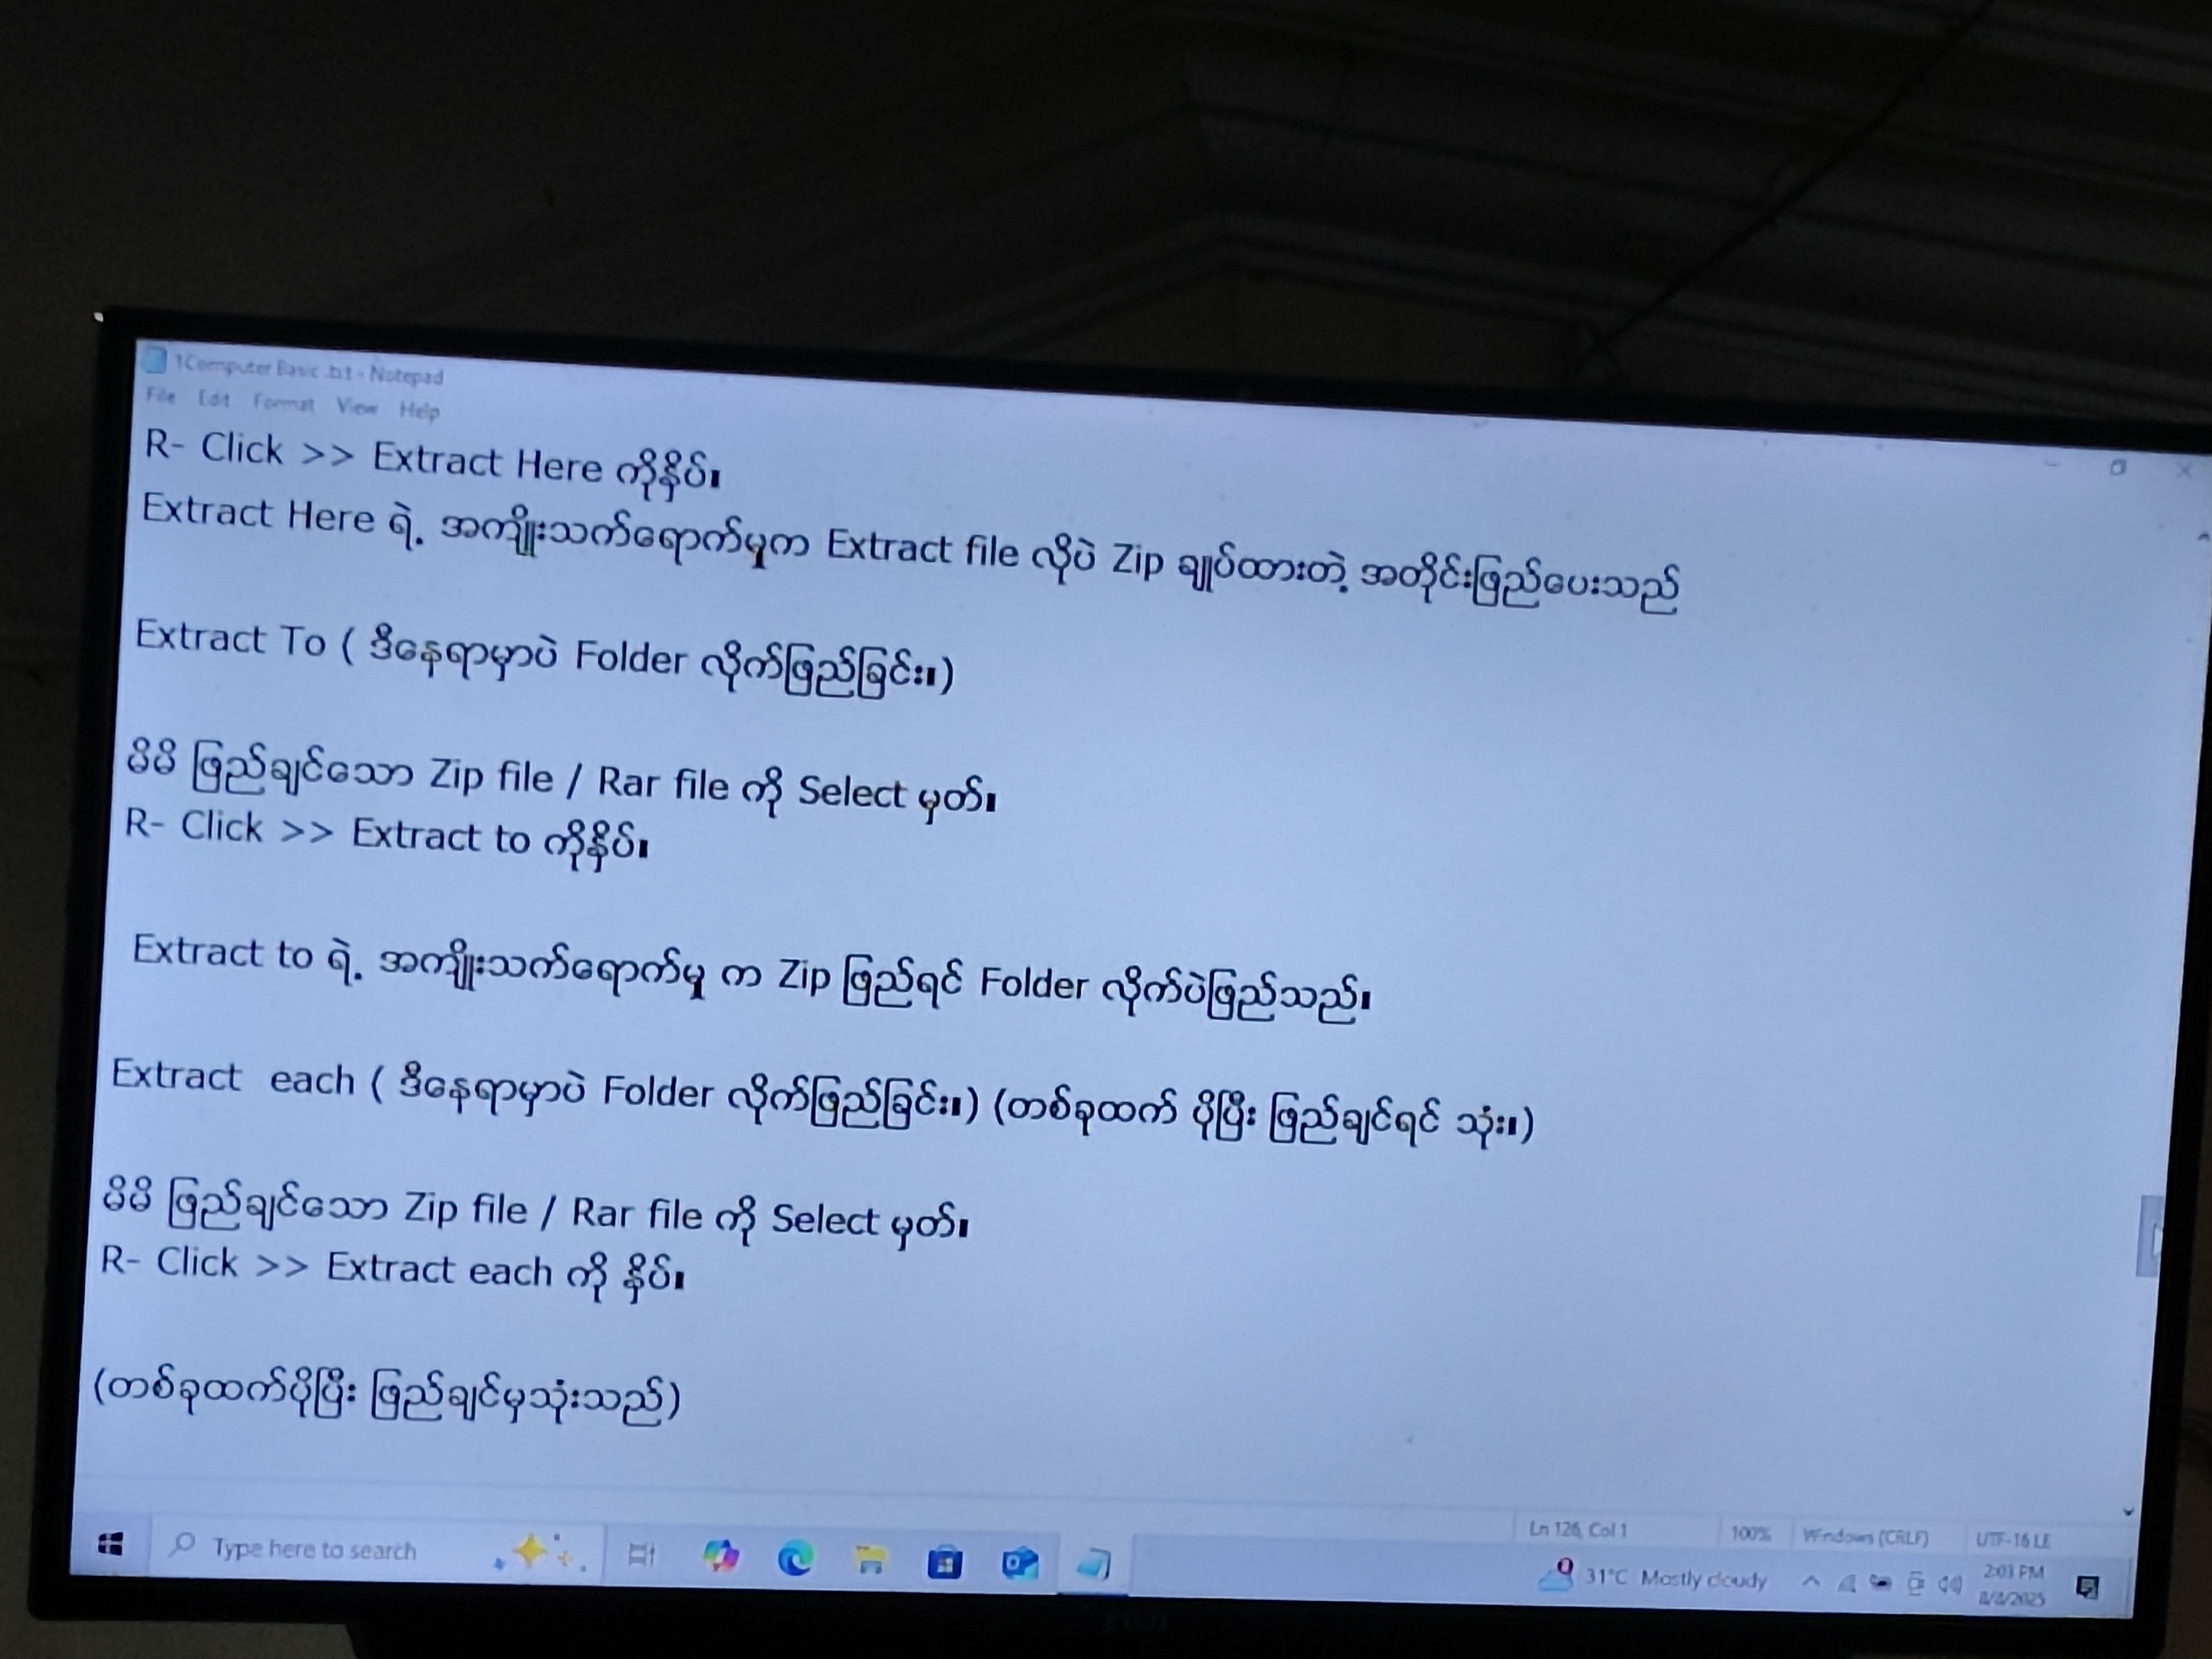 1Computer Basic .txt - Notepad
File Edit Format View Help
R- Click >> Extract Here ကိုနှိပ်။
Extract Here ရဲ့ အကျိုးသက်ရောက်မှုက Extract file လိုပဲ Zip ချုပ်ထားတဲ့ အတိုင်းဖြည်ပေးသည်
Extract To ( ဒီနေရာမှာပဲ Folder လိုက်ဖြည်ခြင်း။)
မိမိ ဖြည်ချင်သော Zip file / Rar file ကို Select မှတ်။
R- Click >> Extract to ကိုနှိပ်။
Extract to ရဲ့ အကျိုးသက်ရောက်မှု က Zip ဖြည်ရင် Folder လိုက်ပဲဖြည်သည်။
Extract each ( ဒီနေရာမှာပဲ Folder လိုက်ဖြည်ခြင်း။) (တစ်ခုထက် ပိုပြီး ဖြည်ချင်ရင် သုံး။)
မိမိ ဖြည်ချင်သော Zip file / Rar file ကို Select မှတ်။
R- Click >> Extract each ကို နှိပ်။
(တစ်ခုထက်ပိုပြီး ဖြည်ချင်မှသုံးသည်)
Ln 126, Col 1 100% Windows (CRLF) UTF-16 LE
Type here to search
31°C Mostly cloudy
2:03 PM
8/8/2025